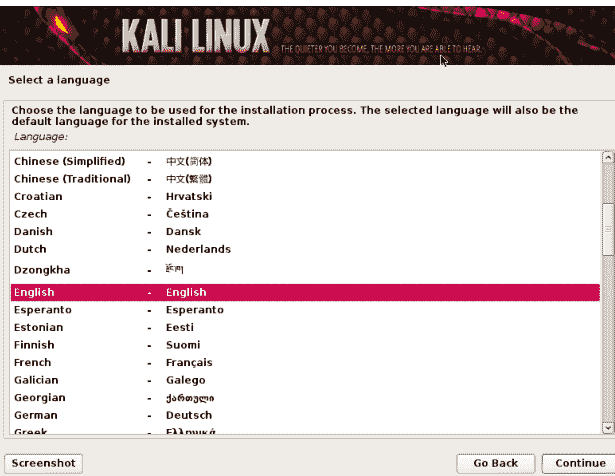 KALI LINUX
THE QUIETER YOU BECOME, THE MORE YOU ARE ABLE TO HEAR
Select a language
Choose the language to be used for the installation process. The selected language will also be the
default language for the installed system.
Language:
Chinese (Simplified) - 中文(简体)
Chinese (Traditional) - 中文(繁體)
Croatian - Hrvatski
Czech - Čeština
Danish - Dansk
Dutch - Nederlands
Dzongkha - རྫོང་ཁ
English - English
Esperanto - Esperanto
Estonian - Eesti
Finnish - Suomi
French - Français
Galician - Galego
Georgian - ქართული
German - Deutsch
Greek - Ελληνικά
Screenshot Go Back Continue